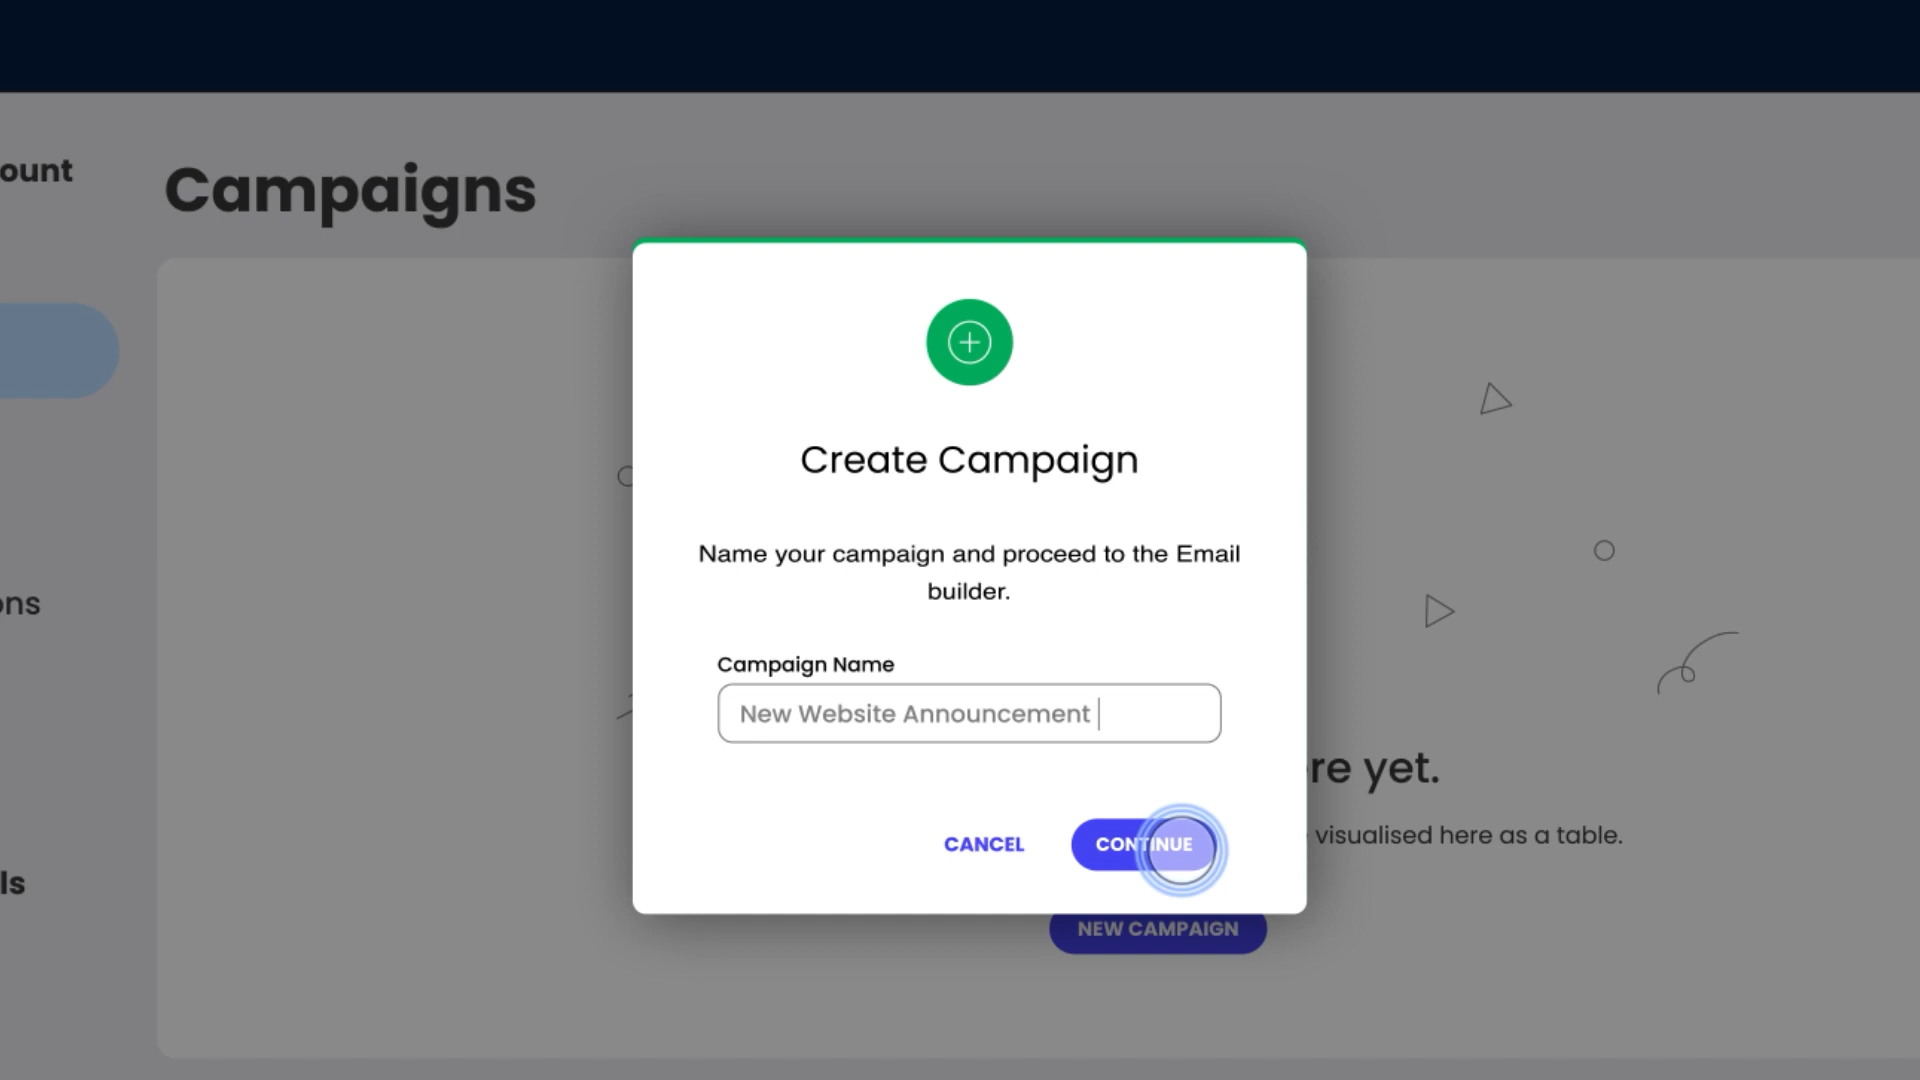 ount
Campaigns
Create Campaign
Name your campaign and proceed to the Email
builder.
ons
Campaign Name
New Website Announcement
re yet.
visualised here as a table.
CANCEL
CONTINUE
ls
NEW CAMPAIGN